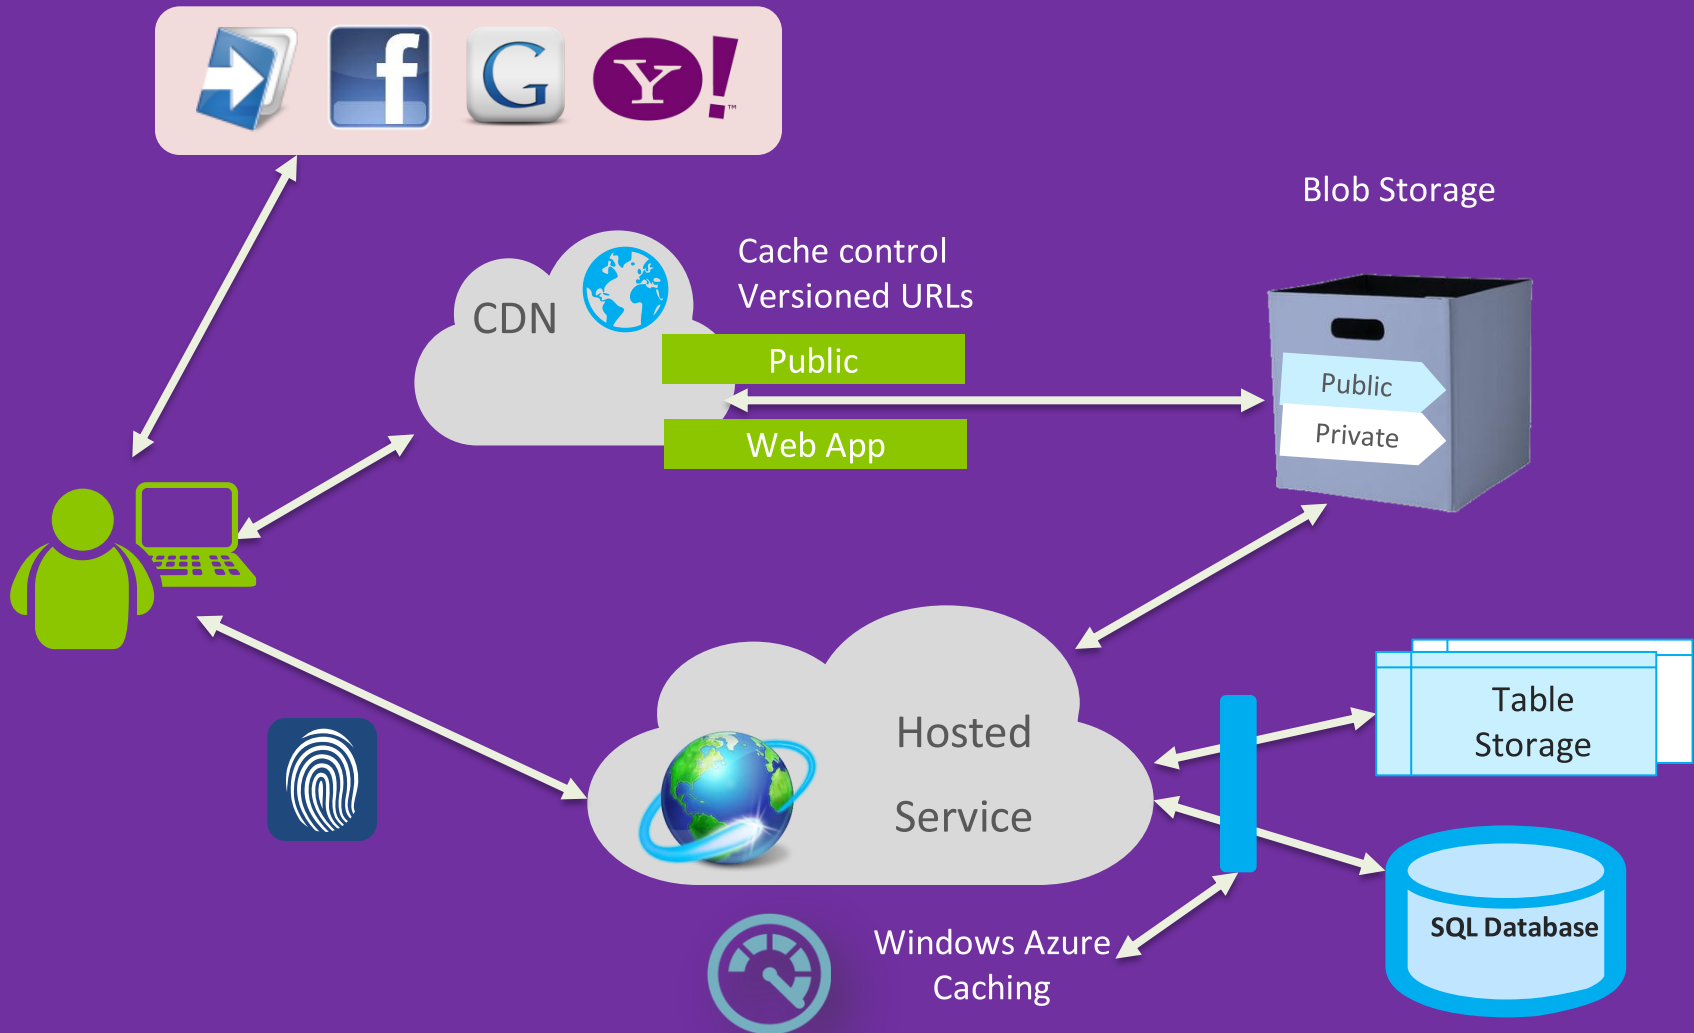 f
G
Y!
TM
Blob Storage
Cache control
Versioned URLs
CDN
Public
Web App
Public
Private
Hosted
Service
Table
Storage
SQL Database
Windows Azure
Caching